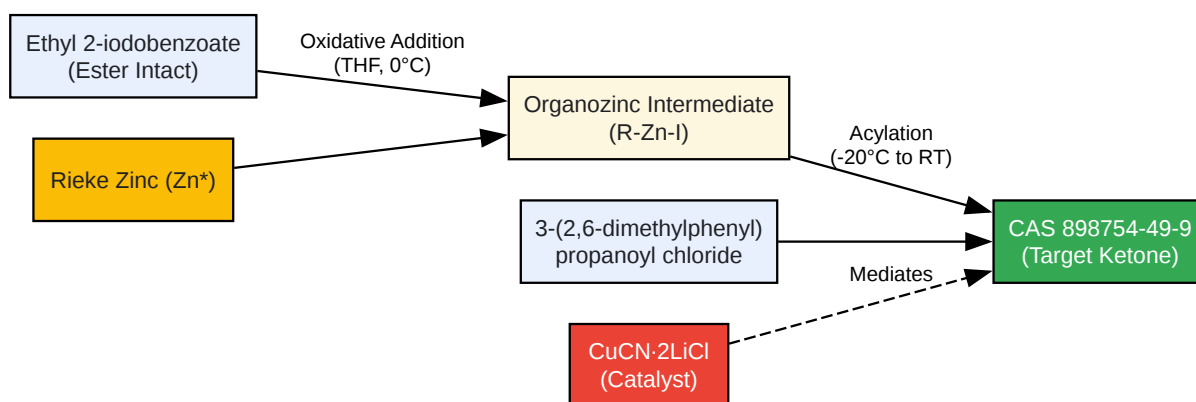 Ethyl 2-iodobenzoate
(Ester Intact)
Oxidative Addition
(THF, 0°C)
Rieke Zinc (Zn*)
Organozinc Intermediate
(R-Zn-I)
Acylation
(-20°C to RT)
3-(2,6-dimethylphenyl)
propanoyl chloride
CAS 898754-49-9
(Target Ketone)
Mediates
CuCN·2LiCl
(Catalyst)